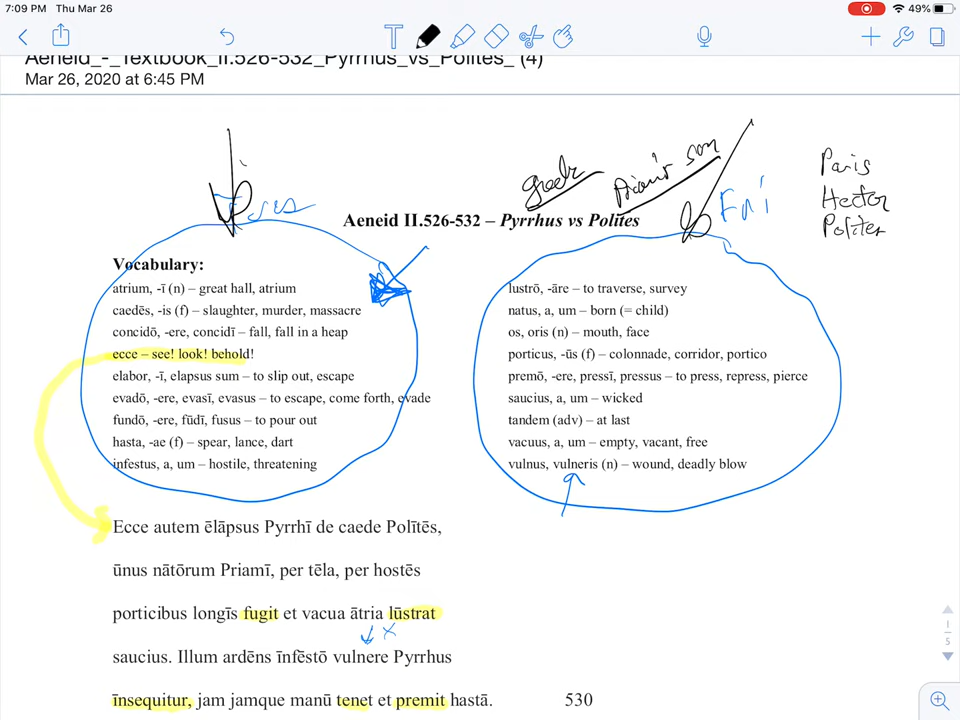 7:09 PM Thu Mar 26
49%
Aeneid_-_Textbook_II.526-532_Pyrrhus_vs_Polites_ (4)
Mar 26, 2020 at 6:45 PM
greek
Priam's son
Paris
Hector
Polites
Fri
Aeneid II.526-532 – Pyrrhus vs Polites
Vocabulary:
atrium, -ī (n) – great hall, atrium
caedēs, -is (f) – slaughter, murder, massacre
concidō, -ere, concidī – fall, fall in a heap
ecce – see! look! behold!
elabor, -ī, elapsus sum – to slip out, escape
evadō, -ere, evasī, evasus – to escape, come forth, evade
fundō, -ere, fūdī, fusus – to pour out
hasta, -ae (f) – spear, lance, dart
infestus, a, um – hostile, threatening
lustrō, -āre – to traverse, survey
natus, a, um – born (= child)
os, oris (n) – mouth, face
porticus, -ūs (f) – colonnade, corridor, portico
premō, -ere, pressī, pressus – to press, repress, pierce
saucius, a, um – wicked
tandem (adv) – at last
vacuus, a, um – empty, vacant, free
vulnus, vulneris (n) – wound, deadly blow
Ecce autem ēlāpsus Pyrrhī de caede Polītēs,
ūnus nātōrum Priamī, per tēla, per hostēs
porticibus longīs fugit et vacua ātria lūstrat
saucius. Illum ardēns īnfēstō vulnere Pyrrhus
īnsequitur, jam jamque manū tenet et premit hastā. 530
1
5